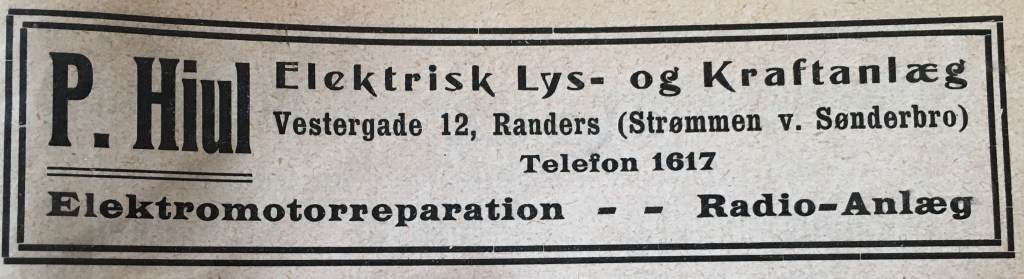 P. Hiul
Elektrisk Lys- og Kraftanlæg
Vestergade 12, Randers (Strømmen v. Sønderbro)
Telefon 1617
Elektromotorreparation - - Radio-Anlæg